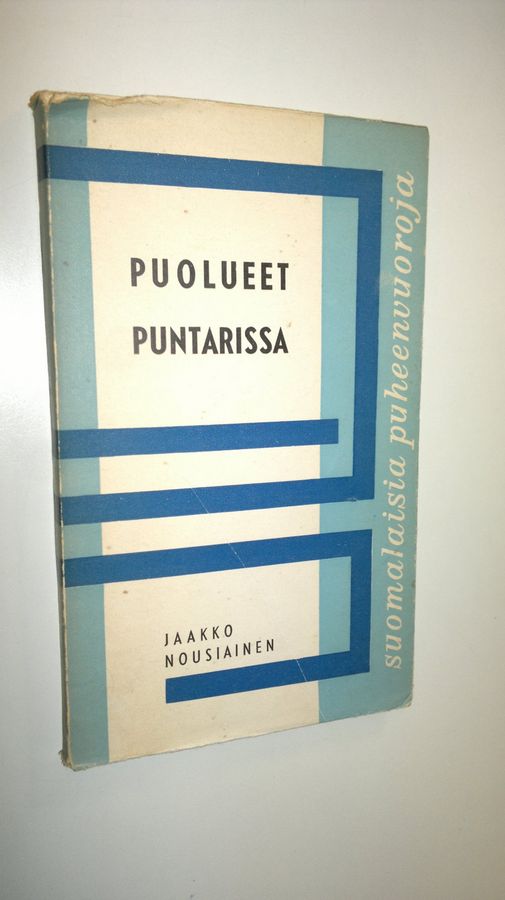 PUOLUEET
PUNTARISSA
JAAKKO
NOUSIAINEN
suomalaisia puheenvuoroja